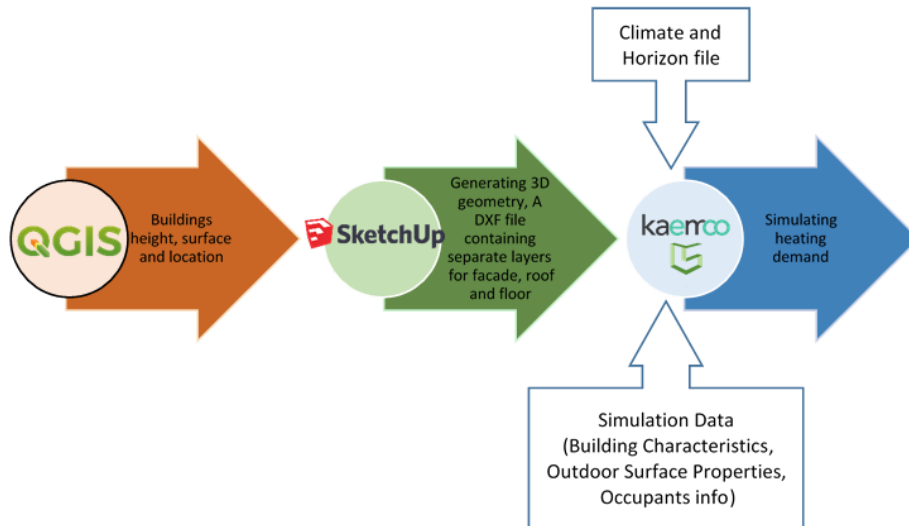 Climate and
Horizon file
QGIS
Buildings
height, surface
and location
SketchUp
Generating 3D
geometry, A
DXF file
containing
separate layers
for facade, roof
and floor
kaemco
Simulating
heating
demand
Simulation Data
(Building Characteristics,
Outdoor Surface Properties,
Occupants info)